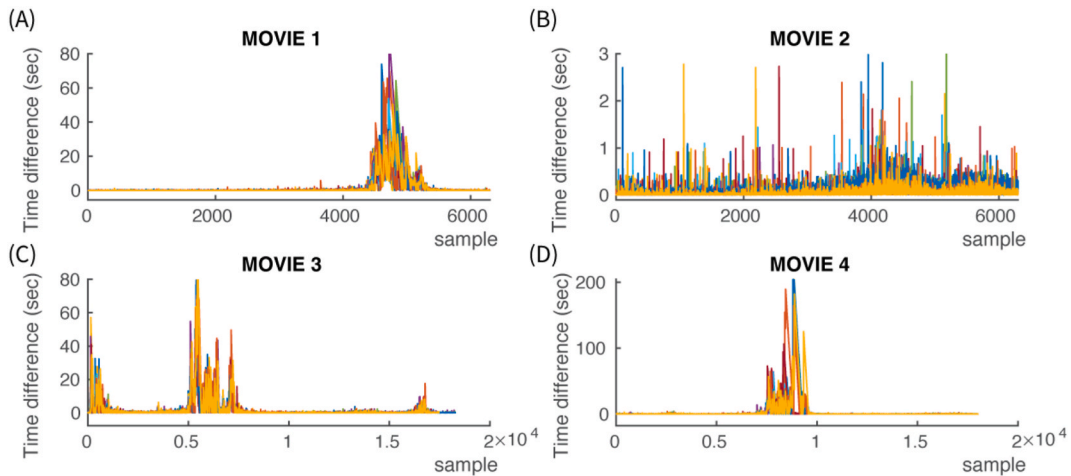 (A)
MOVIE 1
Time difference (sec)
80
60
40
20
0
0 2000 4000 6000
sample
(B)
MOVIE 2
Time difference (sec)
3
2
1
0
0 2000 4000 6000
sample
(C)
MOVIE 3
Time difference (sec)
80
60
40
20
0
0 0.5 1 1.5 2×10⁴
sample
(D)
MOVIE 4
Time difference (sec)
200
100
0
0 0.5 1 1.5 2×10⁴
sample